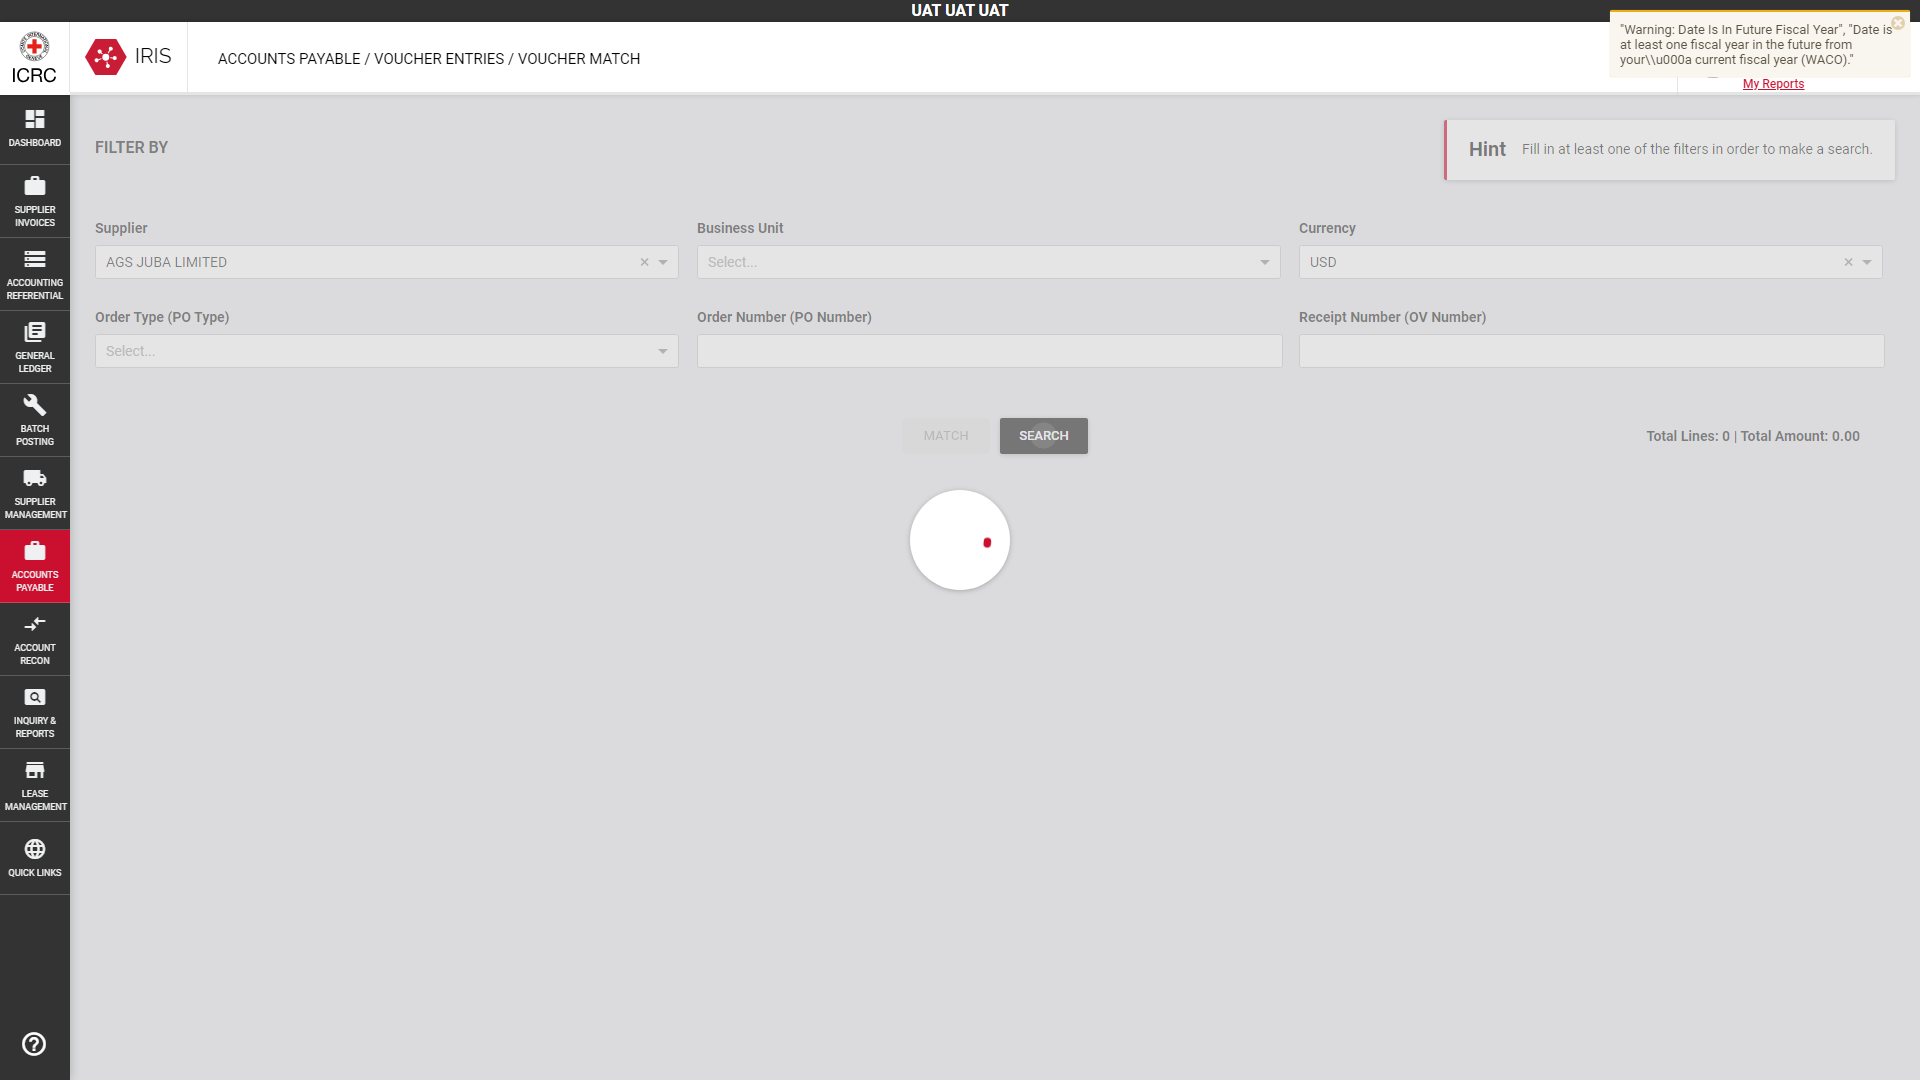 UAT UAT UAT
ICRC
IRIS
ACCOUNTS PAYABLE / VOUCHER ENTRIES / VOUCHER MATCH
"Warning: Date Is In Future Fiscal Year", "Date is
at least one fiscal year in the future from
your\\u000a current fiscal year (WACO)."
My Reports
DASHBOARD
SUPPLIER
INVOICES
ACCOUNTING
REFERENTIAL
GENERAL
LEDGER
BATCH
POSTING
SUPPLIER
MANAGEMENT
ACCOUNTS
PAYABLE
ACCOUNT
RECON
INQUIRY &
REPORTS
LEASE
MANAGEMENT
QUICK LINKS
FILTER BY
Hint Fill in at least one of the filters in order to make a search.
Supplier
AGS JUBA LIMITED
Business Unit
Select...
Currency
USD
Order Type (PO Type)
Select...
Order Number (PO Number)
Receipt Number (OV Number)
MATCH
SEARCH
Total Lines: 0 | Total Amount: 0.00